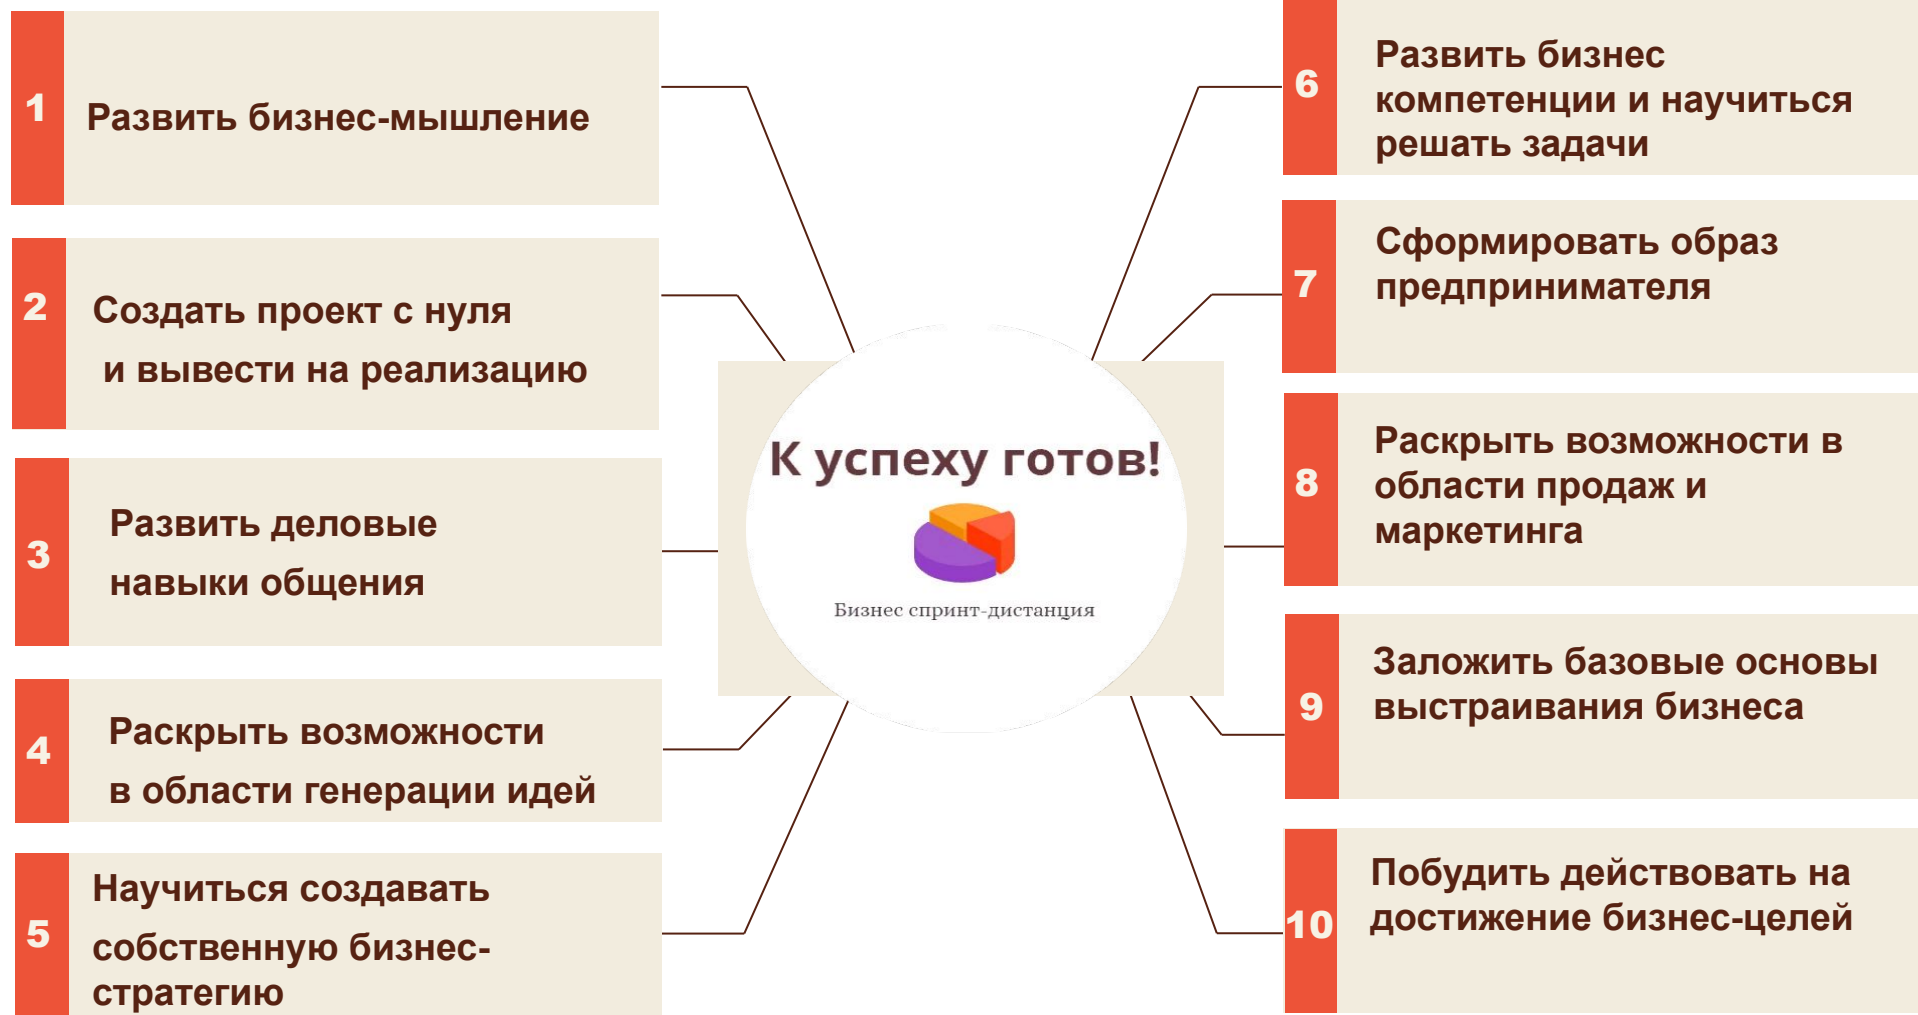 1
Развить бизнес-мышление
2
Создать проект с нуля
и вывести на реализацию
3
Развить деловые
навыки общения
4
Раскрыть возможности
в области генерации идей
5
Научиться создавать
собственную бизнес-
стратегию
К успеху готов!
Бизнес спринт-дистанция
6
Развить бизнес
компетенции и научиться
решать задачи
7
Сформировать образ
предпринимателя
8
Раскрыть возможности в
области продаж и
маркетинга
9
Заложить базовые основы
выстраивания бизнеса
10
Побудить действовать на
достижение бизнес-целей